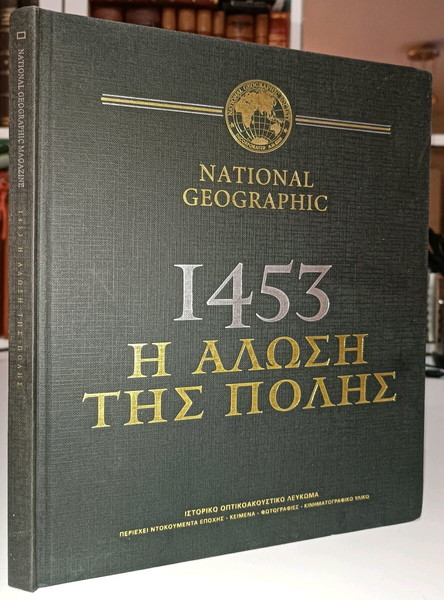 NATIONAL GEOGRAPHIC MAGAZINE
1453 Η ΑΛΩΣΗ ΤΗΣ ΠΟΛΗΣ
NATIONAL
GEOGRAPHIC
1453
Η ΑΛΩΣΗ
ΤΗΣ ΠΟΛΗΣ
ΙΣΤΟΡΙΚΟ ΟΠΤΙΚΟΑΚΟΥΣΤΙΚΟ ΛΕΥΚΩΜΑ
ΠΕΡΙΕΧΕΙ ΝΤΟΚΟΥΜΕΝΤΑ ΕΠΟΧΗΣ - ΚΕΙΜΕΝΑ - ΦΩΤΟΓΡΑΦΙΕΣ - ΚΙΝΗΜΑΤΟΓΡΑΦΙΚΟ ΥΛΙΚΟ